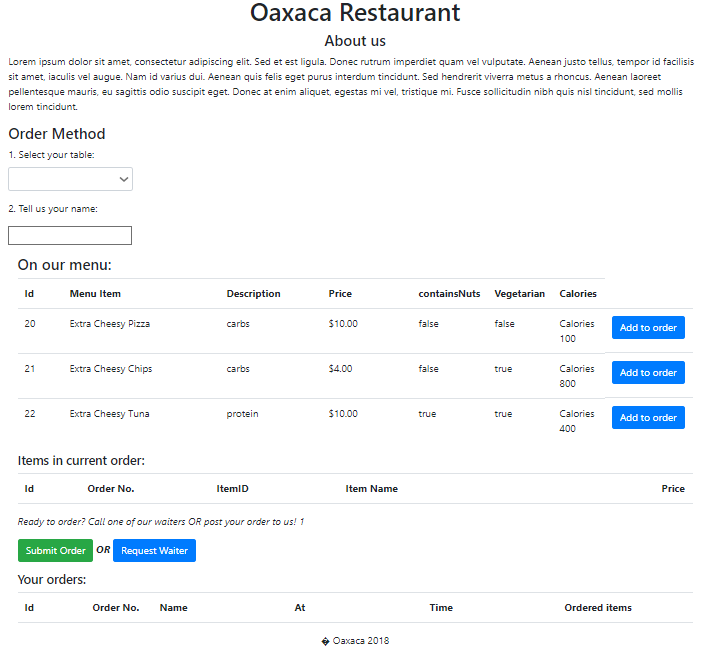 Oaxaca Restaurant
About us
Lorem ipsum dolor sit amet, consectetur adipiscing elit. Sed et est ligula. Donec rutrum imperdiet quam vel vulputate. Aenean justo tellus, tempor id facilisis
sit amet, iaculis vel augue. Nam id varius dui. Aenean quis felis eget purus interdum tincidunt. Sed hendrerit viverra metus a rhoncus. Aenean laoreet
pellentesque mauris, eu sagittis odio suscipit eget. Donec at enim aliquet, egestas mi vel, tristique mi. Fusce sollicitudin nibh quis nisl tincidunt, sed mollis
lorem tincidunt.
Order Method
1. Select your table:
2. Tell us your name:
On our menu:
Id Menu Item Description Price containsNuts Vegetarian Calories
20 Extra Cheesy Pizza carbs $10.00 false false Calories 100 Add to order
21 Extra Cheesy Chips carbs $4.00 false true Calories 800 Add to order
22 Extra Cheesy Tuna protein $10.00 true true Calories 400 Add to order
Items in current order:
Id Order No. ItemID Item Name Price
Ready to order? Call one of our waiters OR post your order to us! 1
Submit Order OR Request Waiter
Your orders:
Id Order No. Name At Time Ordered items
� Oaxaca 2018